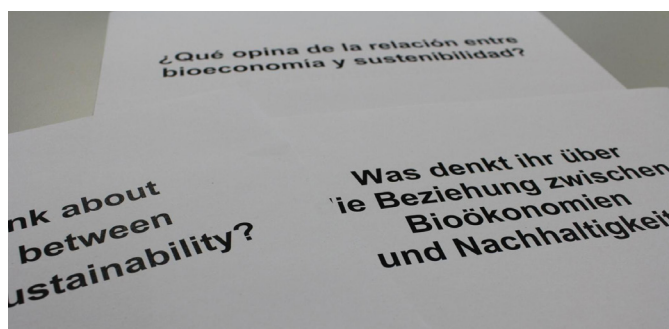 ¿Qué opina de la relación entre
bioeconomia y sustenibilidad?
nk about
between
ustainability?
Was denkt ihr über
ie Beziehung zwischen
Bioökonomien
und Nachhaltigkeit